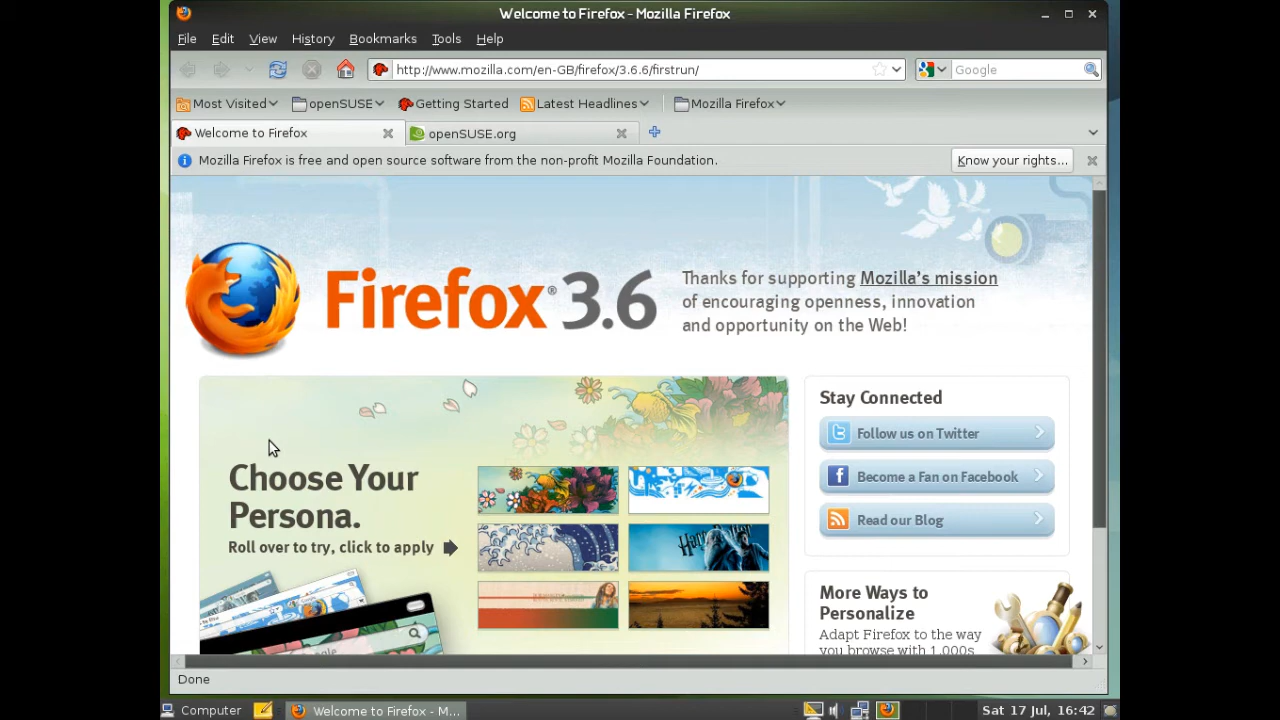 Welcome to Firefox - Mozilla Firefox
File Edit View History Bookmarks Tools Help
http://www.mozilla.com/en-GB/firefox/3.6.6/firstrun/ Google
Most Visited openSUSE Getting Started Latest Headlines Mozilla Firefox
Welcome to Firefox openSUSE.org
Mozilla Firefox is free and open source software from the non-profit Mozilla Foundation. Know your rights...
Firefox® 3.6
Thanks for supporting Mozilla's mission
of encouraging openness, innovation
and opportunity on the Web!
Choose Your
Persona.
Roll over to try, click to apply
Harry Potter
Stay Connected
Follow us on Twitter
Become a Fan on Facebook
Read our Blog
More Ways to
Personalize
Adapt Firefox to the way
you browse with 1,000s
Done
Computer Welcome to Firefox - M... Sat 17 Jul, 16:42